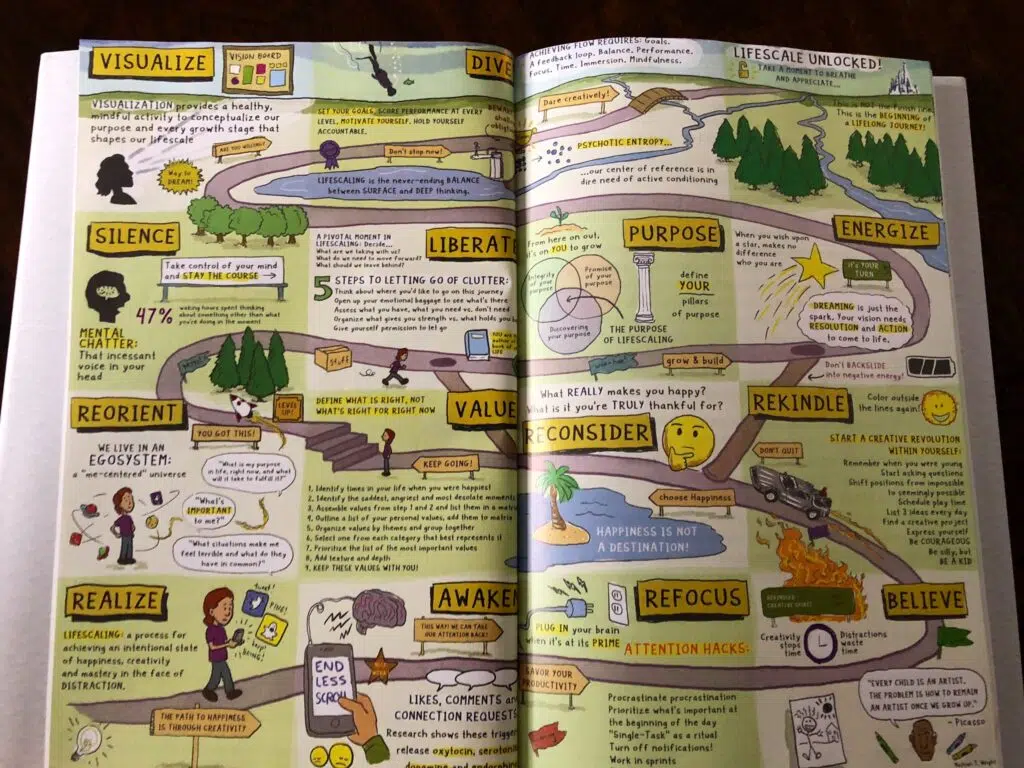 VISUALIZE
VISION BOARD
DIVE
VISUALIZATION provides a healthy,
mindful activity to conceptualize our
purpose and every growth stage that
shapes our lifescale
ARE YOU WILLING?
Way to
DREAM!
SET YOUR GOALS, SCORE PERFORMANCE AT EVERY
LEVEL, MOTIVATE YOURSELF, HOLD YOURSELF
ACCOUNTABLE.
Don't stop now!
LIFESCALING is the never-ending BALANCE
between SURFACE and DEEP thinking.
ACHIEVING FLOW REQUIRES: Goals.
A feedback loop. Balance. Performance.
Focus. Time. Immersion. Mindfulness.
LIFESCALE UNLOCKED!
TAKE A MOMENT TO BREATHE
AND APPRECIATE...
Dare creatively!
This is NOT the finish line
This is the BEGINNING of
a LIFELONG JOURNEY!
PSYCHOTIC ENTROPY...
...our center of reference is in
dire need of active conditioning
SILENCE
Take control of your mind
and STAY THE COURSE
47%
waking hours spent thinking
about something other than what
you're doing in the moment
MENTAL
CHATTER:
That incessant
voice in your
head
A PIVOTAL MOMENT IN
LIFESCALING: Decide...
What are we taking with us?
What do we need to move forward?
What should we leave behind?
LIBERAT
5 STEPS TO LETTING GO OF CLUTTER:
Think about where you'd like to go on this journey
Open up your emotional baggage to see what's there
Assess what you have, what you need vs. don't need
Organize what gives you strength vs. what holds you
Give yourself permission to let go
STUFF
From here on out,
it's on YOU to grow
PURPOSE
Integrity
of your
purpose
Promise
of your
purpose
Discovering
your purpose
define
YOUR
pillars
of purpose
THE PURPOSE
OF LIFESCALING
grow & build
When you wish upon
a star, makes no
difference
who you are
ENERGIZE
IT'S YOUR
TURN
DREAMING is just the
spark. Your vision needs
RESOLUTION and ACTION
to come to life.
Don't BACKSLIDE
into negative energy!
REORIENT
LEVEL
UP!
YOU GOT THIS!
WE LIVE IN AN
EGOSYSTEM:
a "me-centered" universe
"What is my purpose
in life, right now, and what
will it take to fulfill it?"
"What's
IMPORTANT
to me?"
"What situations make me
feel terrible and what do they
have in common?"
DEFINE WHAT IS RIGHT, NOT
WHAT'S RIGHT FOR RIGHT NOW
VALUE
KEEP GOING!
1. Identify times in your life when you were happiest
2. Identify the saddest, angriest and most desolate moments
3. Assemble values from step 1 and 2 and list them in a matrix
4. Outline a list of your personal values, add them to matrix
5. Organize values by themes and group together
6. Select one from each category that best represents it
7. Prioritize the list of the most important values
8. Add texture and depth
9. KEEP THESE VALUES WITH YOU!
What REALLY makes you happy?
What is it you're TRULY thankful for?
RECONSIDER
choose Happiness
HAPPINESS IS NOT
A DESTINATION!
REKINDLE
Color outside
the lines again!
DON'T QUIT
START A CREATIVE REVOLUTION
WITHIN YOURSELF:
Remember when you were young
Start asking questions
Shift positions from impossible
to seemingly possible
Schedule play time
List 3 ideas every day
Find a creative project
Express yourself
Be COURAGEOUS
Be silly, but
BE A KID
REALIZE
LIFESCALING: a process for
achieving an intentional state
of happiness, creativity
and mastery in the face of
DISTRACTION.
tweet!
PING!
THE PATH TO HAPPINESS
IS THROUGH CREATIVITY
AWAKEN
THIS WAY! WE CAN TAKE
OUR ATTENTION BACK!
END
LESS
SCROLL
LIKES, COMMENTS and
CONNECTION REQUESTS
Research shows these trigger
release oxytocin, serotonin
PLUG IN your brain
when it's at its PRIME
REFOCUS
ATTENTION HACKS:
SAVOR YOUR
PRODUCTIVITY
Procrastinate procrastination
Prioritize what's important at
the beginning of the day
"Single-Task" as a ritual
Turn off notifications!
Work in sprints
CREATIVE SPIRIT
BELIEVE
Creativity
stops
time
Distractions
waste
time
"EVERY CHILD IS AN ARTIST.
THE PROBLEM IS HOW TO REMAIN
AN ARTIST ONCE WE GROW UP."
- Picasso